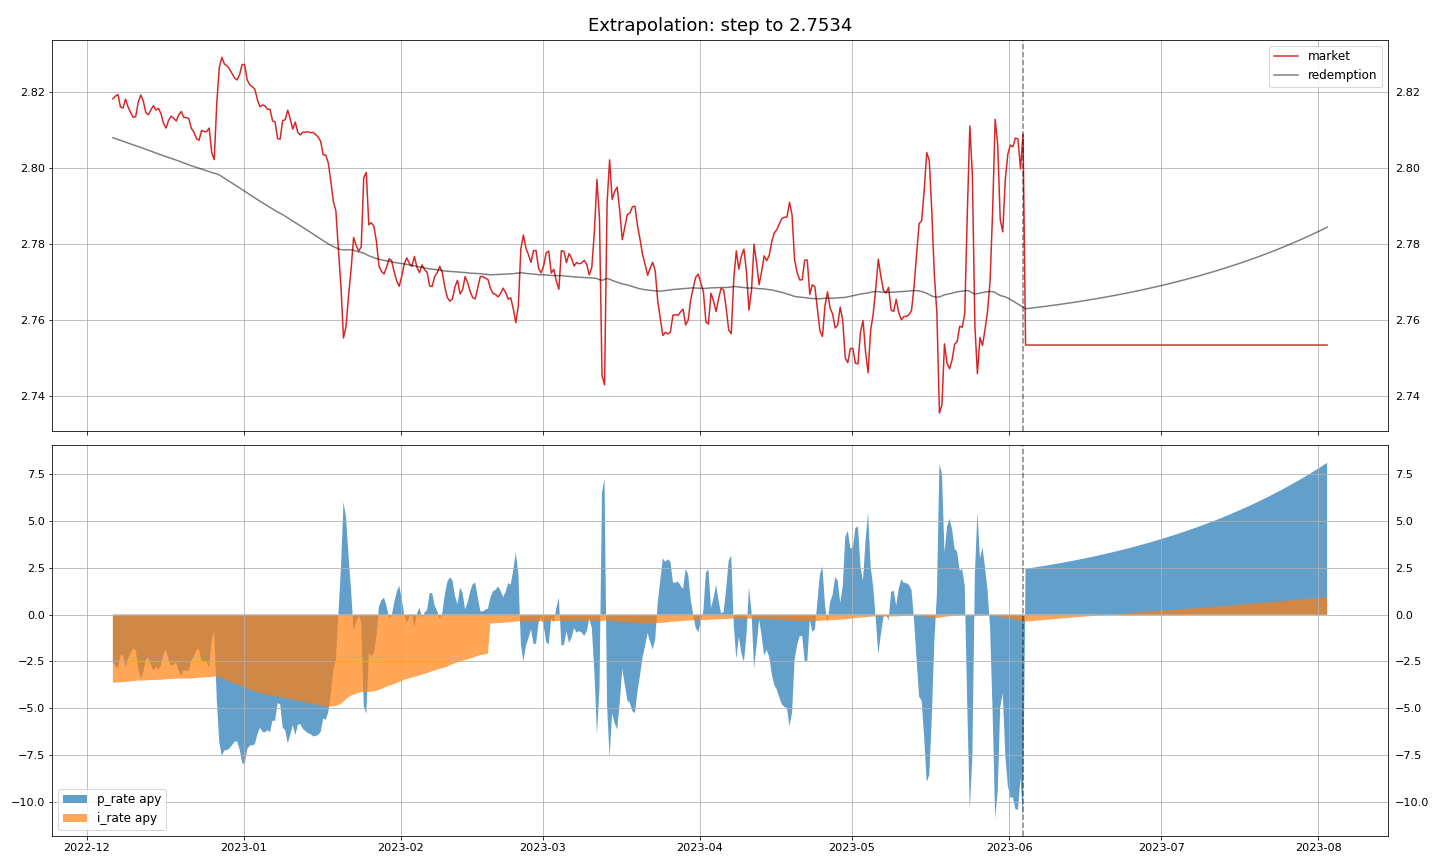 Extrapolation: step to 2.7534
market
redemption
2.82 2.82
2.80 2.80
2.78 2.78
2.76 2.76
2.74 2.74
7.5 7.5
5.0 5.0
2.5 2.5
0.0 0.0
−2.5 −2.5
−5.0 −5.0
−7.5 −7.5
−10.0 −10.0
p_rate apy
i_rate apy
2022-12 2023-01 2023-02 2023-03 2023-04 2023-05 2023-06 2023-07 2023-08